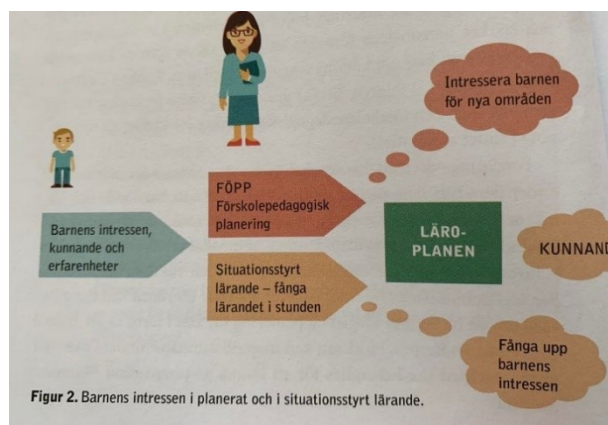 Intressera barnen
för nya områden
FÖPP
Förskolepedagogisk
planering
Barnens intressen,
kunnande och
erfarenheter
LÄRO-
PLANEN
Situationsstyrt
lärande – fånga
lärandet i stunden
Fånga upp
barnens
intressen
Figur 2. Barnens intressen i planerat och i situationsstyrt lärande.